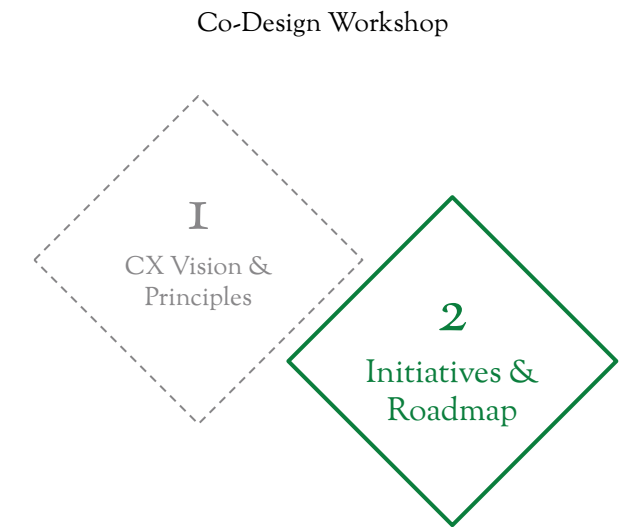 Co-Design Workshop
1
CX Vision &
Principles
2
Initiatives &
Roadmap